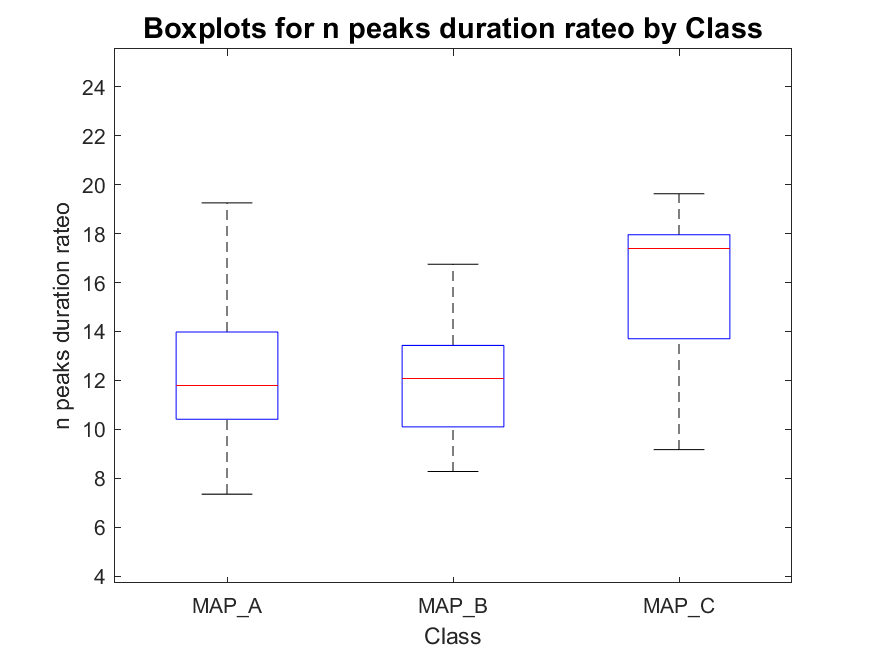 Boxplots for n peaks duration rateo by Class
24
22
20
18
16
14
12
10
8
6
4
n peaks duration rateo
MAP_A MAP_B MAP_C
Class